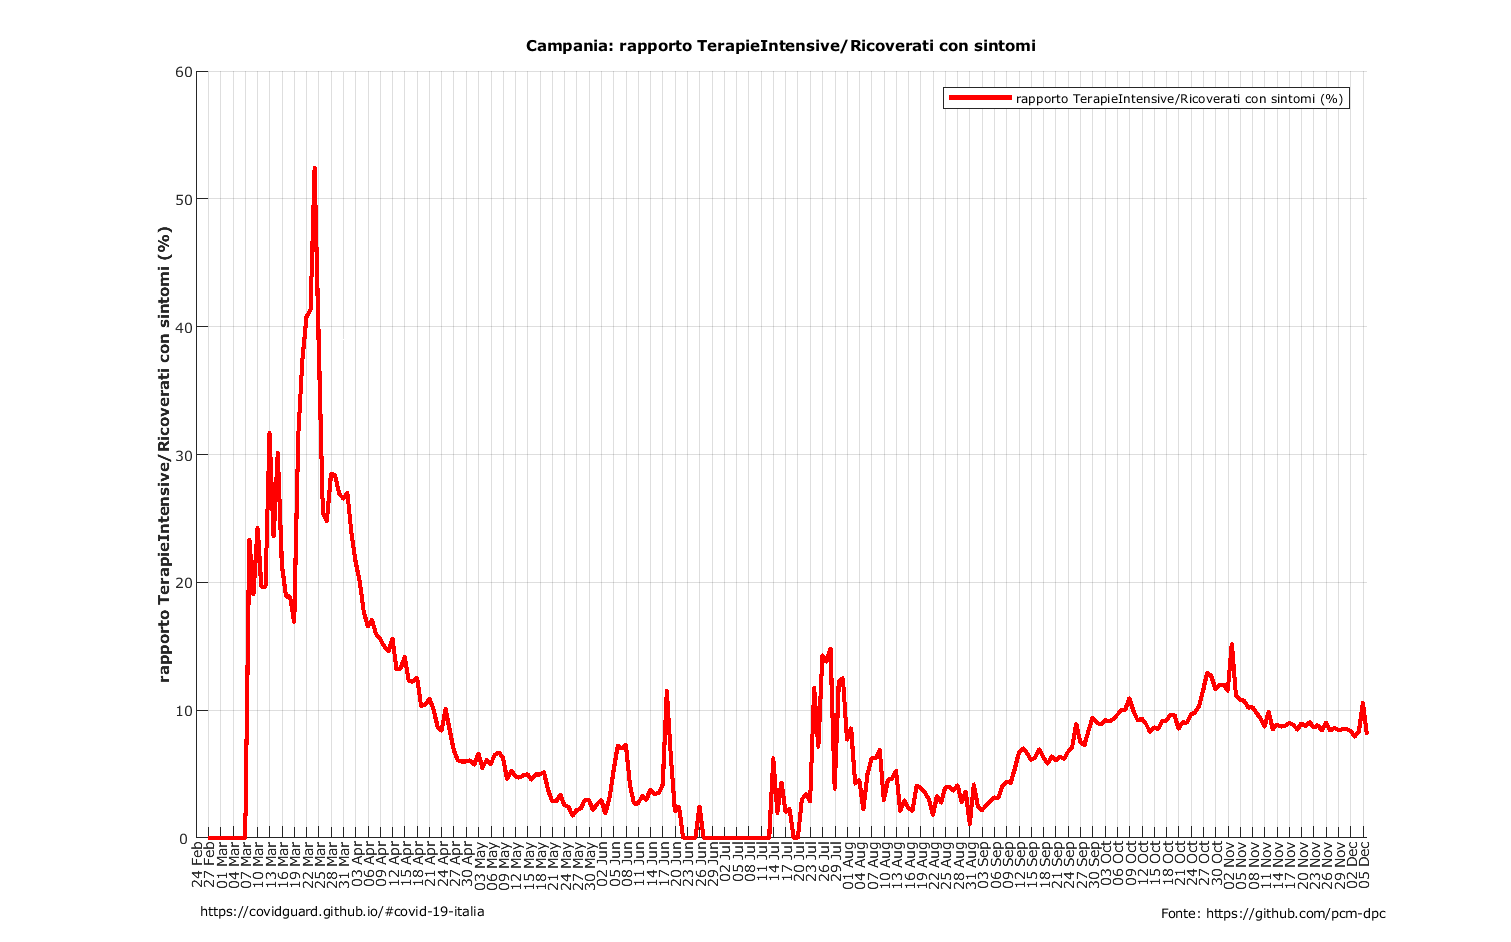 Campania: rapporto TerapieIntensive/Ricoverati con sintomi
rapporto TerapieIntensive/Ricoverati con sintomi (%)
rapporto TerapieIntensive/Ricoverati con sintomi (%)
60
50
40
30
20
10
0
24 Feb
27 Feb
01 Mar
04 Mar
07 Mar
10 Mar
13 Mar
16 Mar
19 Mar
22 Mar
25 Mar
28 Mar
31 Mar
03 Apr
06 Apr
09 Apr
12 Apr
15 Apr
18 Apr
21 Apr
24 Apr
27 Apr
30 Apr
03 May
06 May
09 May
12 May
15 May
18 May
21 May
24 May
27 May
30 May
02 Jun
05 Jun
08 Jun
11 Jun
14 Jun
17 Jun
20 Jun
23 Jun
26 Jun
29 Jun
02 Jul
05 Jul
08 Jul
11 Jul
14 Jul
17 Jul
20 Jul
23 Jul
26 Jul
29 Jul
01 Aug
04 Aug
07 Aug
10 Aug
13 Aug
16 Aug
19 Aug
22 Aug
25 Aug
28 Aug
31 Aug
03 Sep
06 Sep
09 Sep
12 Sep
15 Sep
18 Sep
21 Sep
24 Sep
27 Sep
30 Sep
03 Oct
06 Oct
09 Oct
12 Oct
15 Oct
18 Oct
21 Oct
24 Oct
27 Oct
30 Oct
02 Nov
05 Nov
08 Nov
11 Nov
14 Nov
17 Nov
20 Nov
23 Nov
26 Nov
29 Nov
02 Dec
05 Dec
https://covidguard.github.io/#covid-19-italia
Fonte: https://github.com/pcm-dpc